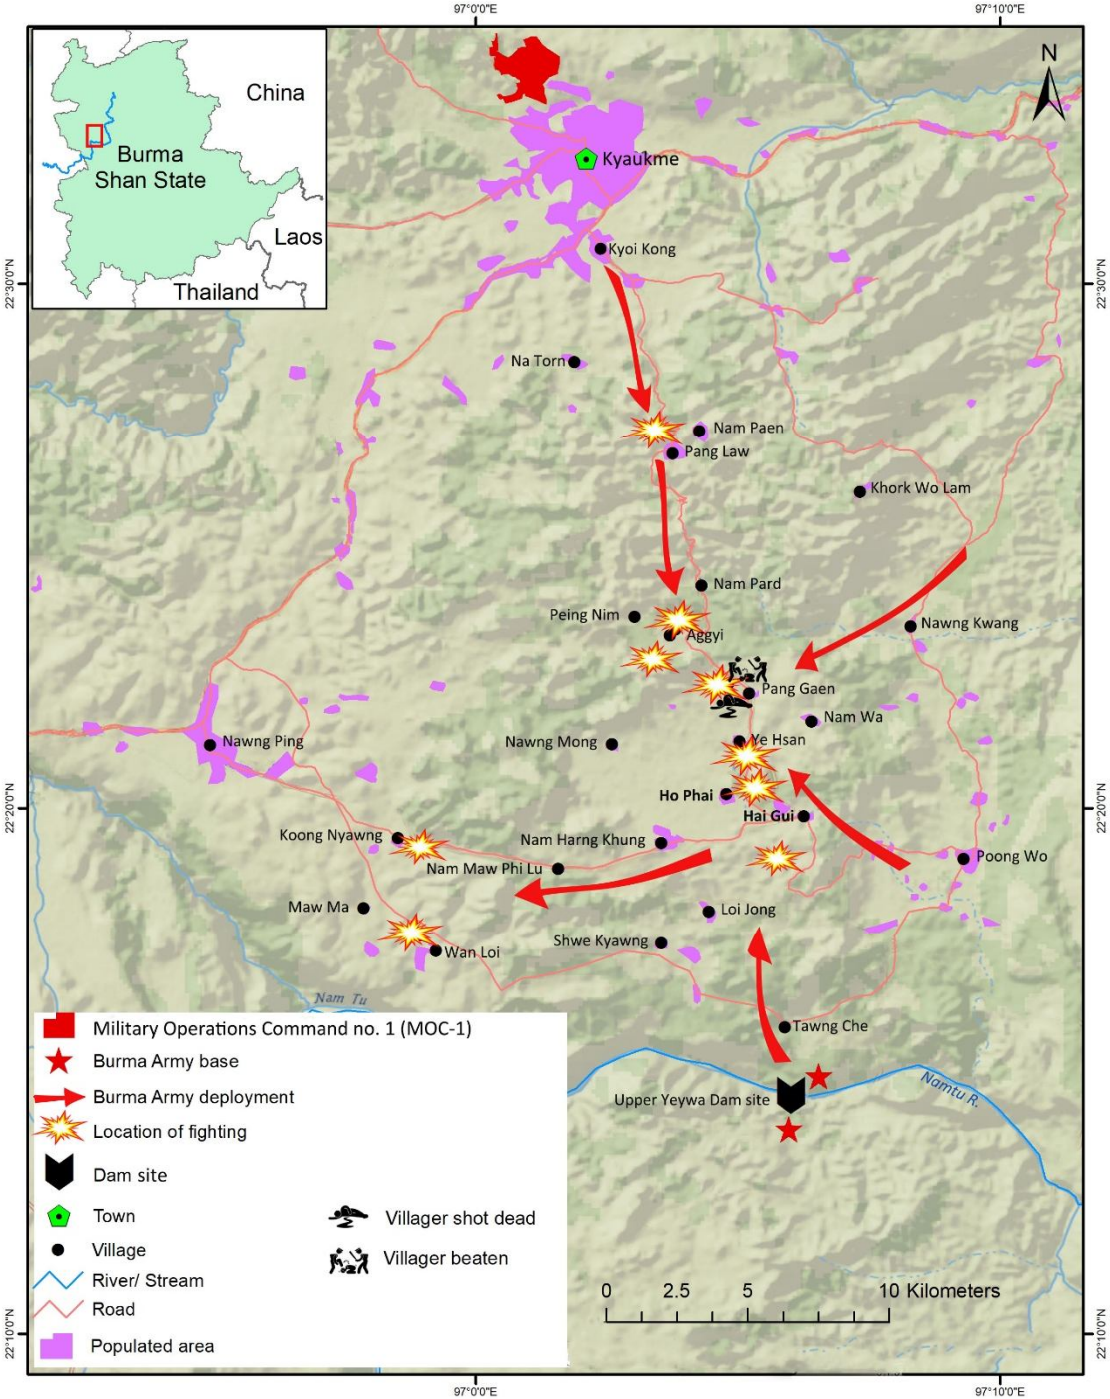 97°0'0"E
97°10'0"E
N
China
Burma
Shan State
Laos
Thailand
Kyaukme
Kyoi Kong
22°30'0"N
22°30'0"N
Na Torn
Nam Paen
Pang Law
Khork Wo Lam
Nam Pard
Peing Nim
Aggyi
Nawng Kwang
Pang Gaen
Nam Wa
Nawng Ping
Nawng Mong
Ye Hsan
22°20'0"N
22°20'0"N
Ho Phai
Hai Gui
Koong Nyawng
Nam Harng Khung
Nam Maw Phi Lu
Poong Wo
Maw Ma
Loi Jong
Wan Loi
Shwe Kyawng
Nam Tu
Tawng Che
Upper Yeywa Dam site
Namtu R.
Military Operations Command no. 1 (MOC-1)
Burma Army base
Burma Army deployment
Location of fighting
Dam site
Town
Village
River/ Stream
Road
Populated area
Villager shot dead
Villager beaten
0 2.5 5 10 Kilometers
22°10'0"N
22°10'0"N
97°0'0"E
97°10'0"E